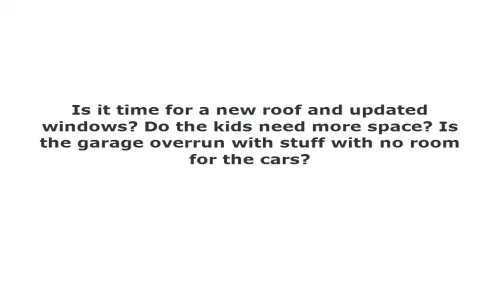 Is it time for a new roof and updated
windows? Do the kids need more space? Is
the garage overrun with stuff with no room
for the cars?